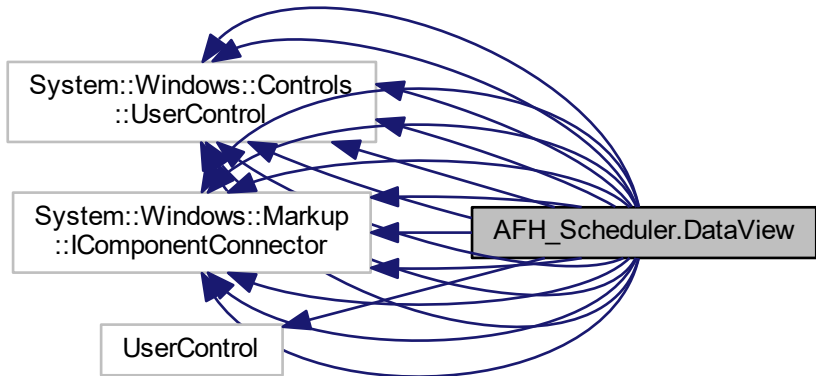 System::Windows::Controls
::UserControl
System::Windows::Markup
::IComponentConnector
AFH_Scheduler.DataView
UserControl